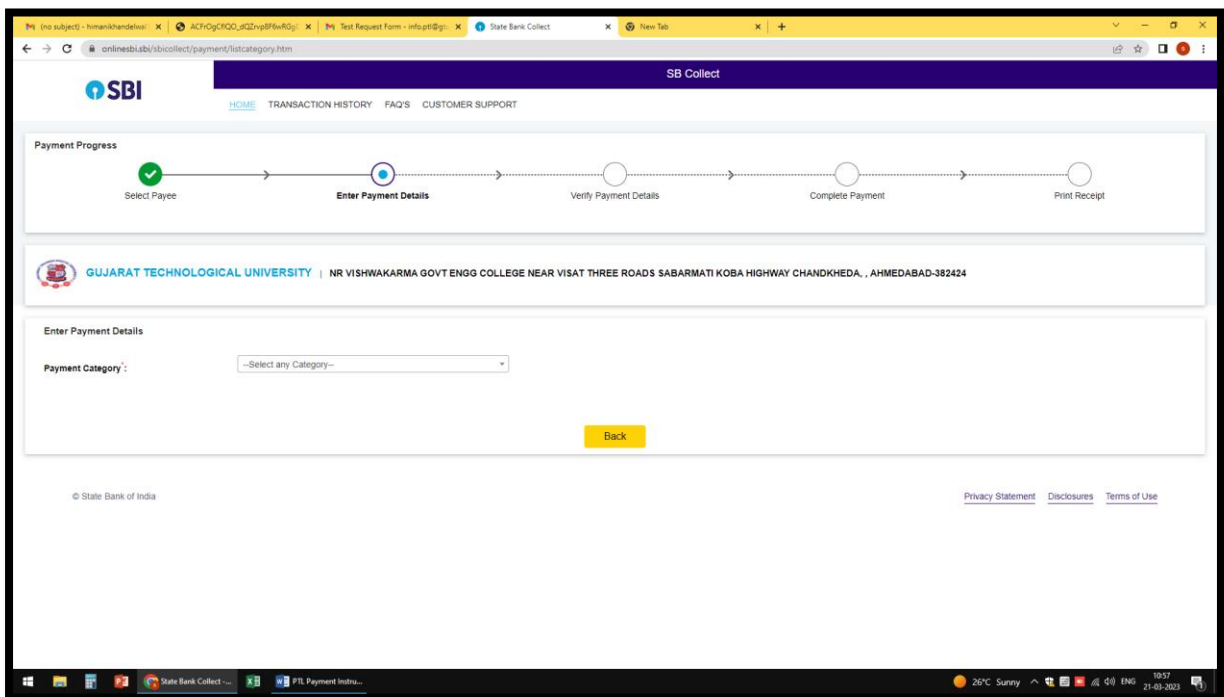 (no subject) - himanikhandelwal
ACFrOgCfIQO_dQZrvpBF6wRGgi
Test Request Form - info.ptl@gt
State Bank Collect
New Tab
onlinesbi.sbi/sbicollect/payment/listcategory.htm
SBI
SB Collect
HOME TRANSACTION HISTORY FAQ'S CUSTOMER SUPPORT
Payment Progress
Select Payee
Enter Payment Details
Verify Payment Details
Complete Payment
Print Receipt
GUJARAT TECHNOLOGICAL UNIVERSITY | NR VISHWAKARMA GOVT ENGG COLLEGE NEAR VISAT THREE ROADS SABARMATI KOBA HIGHWAY CHANDKHEDA, , AHMEDABAD-382424
Enter Payment Details
Payment Category*:
--Select any Category--
Back
© State Bank of India
Privacy Statement Disclosures Terms of Use
State Bank Collect -...
PTL Payment Instru...
26°C Sunny
ENG
10:57
21-03-2023